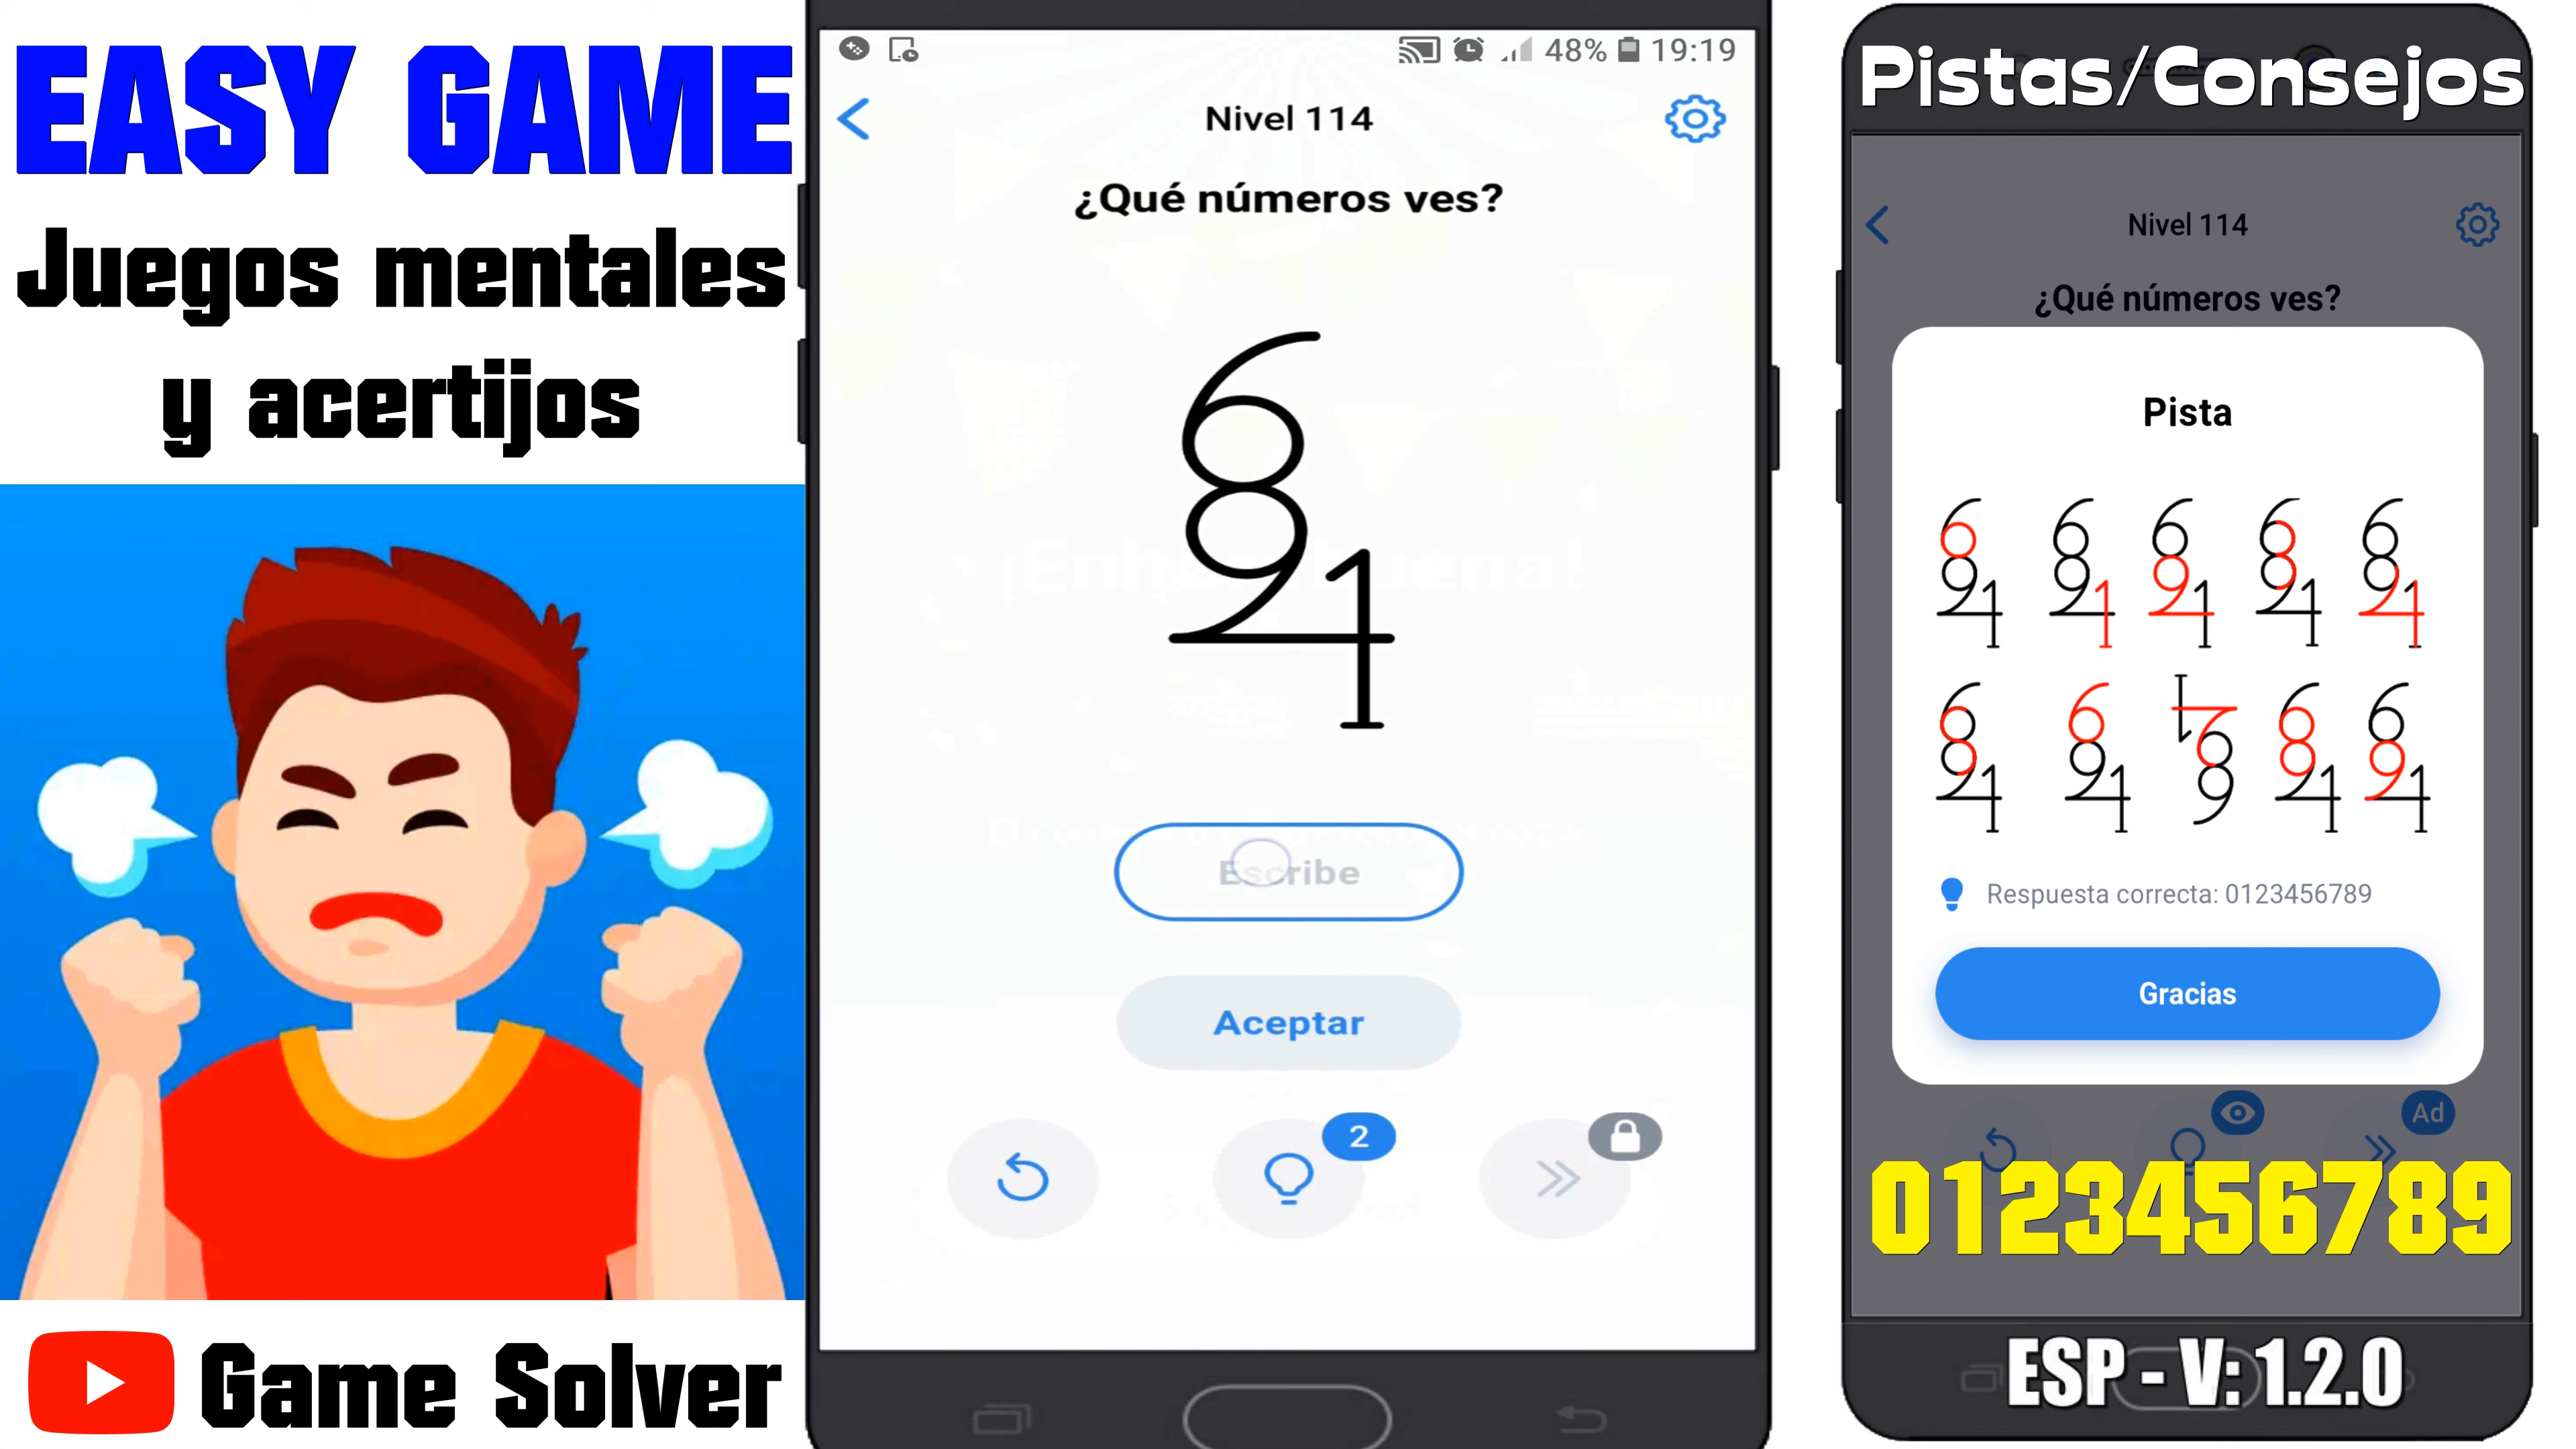 EASY GAME
Juegos mentales
y acertijos
Game Solver
48% 19:19
Nivel 114
¿Qué números ves?
Escribe
Aceptar
2
Pistas/Consejos
Nivel 114
¿Qué números ves?
Pista
Respuesta correcta: 0123456789
Gracias
Ad
0123456789
ESP - V: 1.2.0